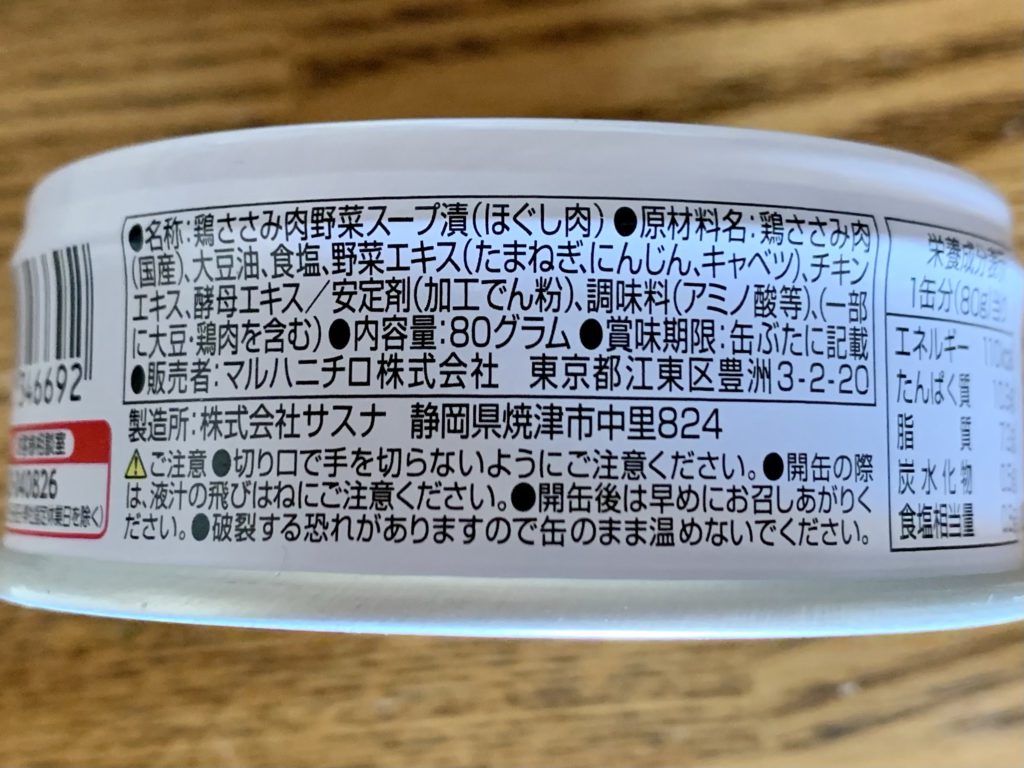 ●名称:鶏ささみ肉野菜スープ漬(ほぐし肉) ●原材料名:鶏ささみ肉
(国産)、大豆油、食塩、野菜エキス(たまねぎ、にんじん、キャベツ)、チキン
エキス、酵母エキス/安定剤(加工でん粉)、調味料(アミノ酸等)、(一部
に大豆・鶏肉を含む) ●内容量:80グラム ●賞味期限:缶ぶたに記載
●販売者:マルハニチロ株式会社 東京都江東区豊洲3-2-20
製造所:株式会社サスナ 静岡県焼津市中里824
⚠ご注意 ●切り口で手を切らないようにご注意ください。●開缶の際
は、液汁の飛びはねにご注意ください。●開缶後は早めにお召しあがりく
ださい。●破裂する恐れがありますので缶のまま温めないでください。
346692
040826
栄養成分表示
1缶分(80g)
エネルギー
たんぱく質
脂質
炭水化物
食塩相当量